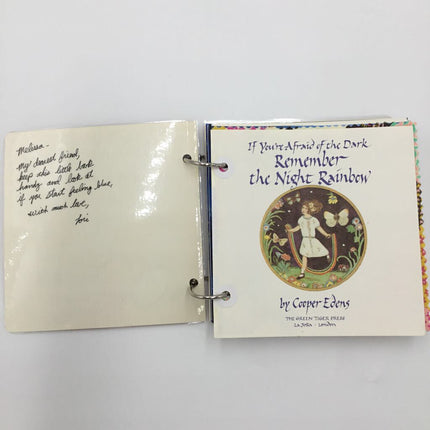 Melissa -
My dearest friend,
keep this little book
handy and look at
if you start feeling blue,
with much love,
Lori
If You're Afraid of the Dark
Remember
the Night Rainbow
by Cooper Edens
THE GREEN TIGER PRESS
La Jolla - London